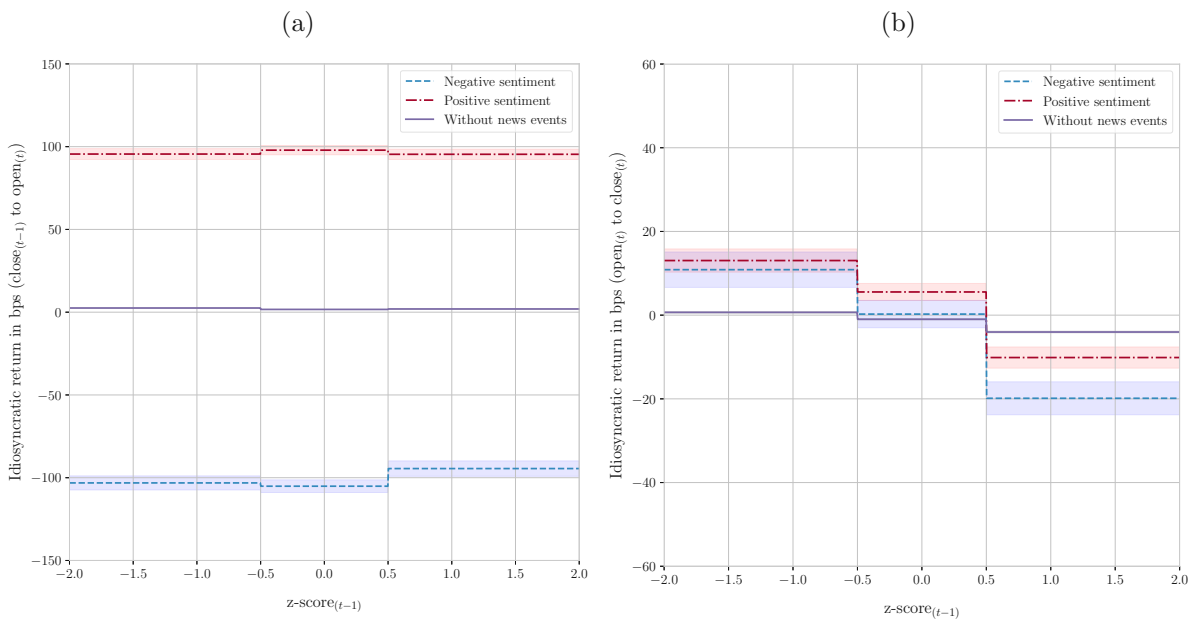 (a)
Idiosyncratic return in bps (close(t−1) to open(t))
150
100
50
0
−50
−100
−150
Negative sentiment
Positive sentiment
Without news events
−2.0 −1.5 −1.0 −0.5 0.0 0.5 1.0 1.5 2.0
z-score(t−1)
(b)
Idiosyncratic return in bps (open(t) to close(t))
60
40
20
0
−20
−40
−60
Negative sentiment
Positive sentiment
Without news events
−2.0 −1.5 −1.0 −0.5 0.0 0.5 1.0 1.5 2.0
z-score(t−1)